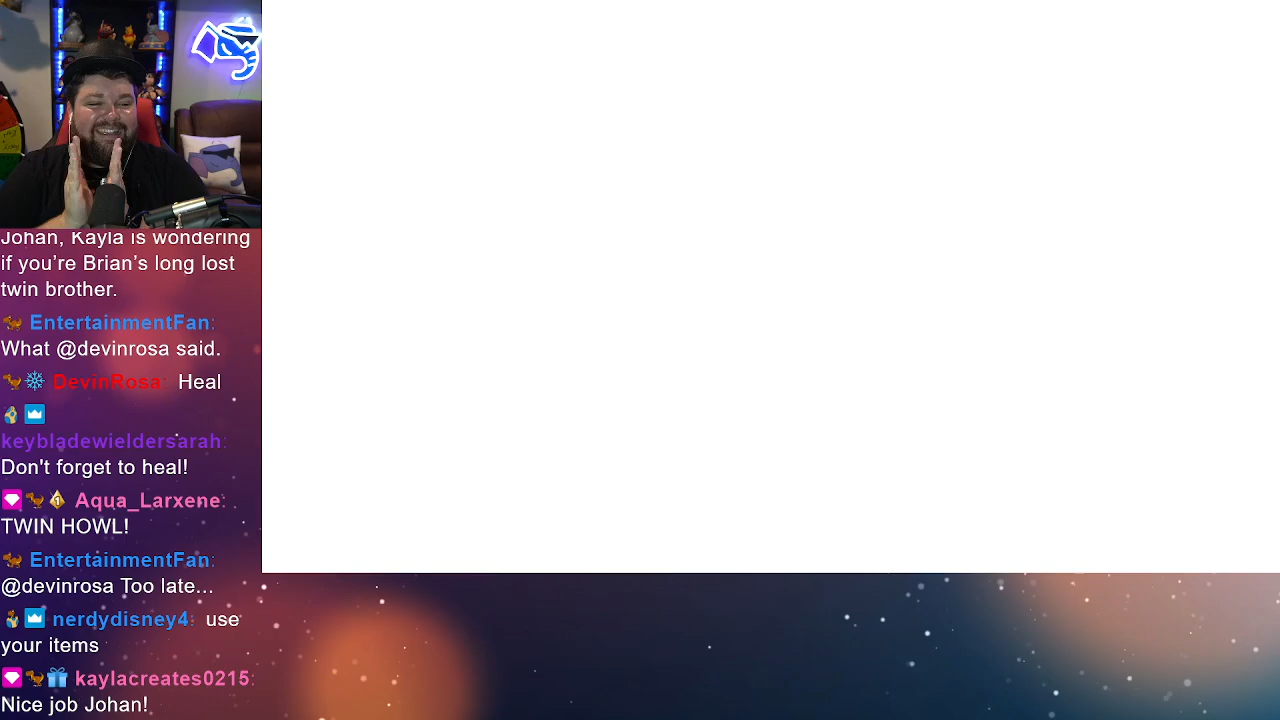 Johan, Kayla is wondering
if you’re Brian’s long lost
twin brother.
EntertainmentFan:
What @devinrosa said.
DevinRosa: Heal
keybladewieldersarah:
Don't forget to heal!
Aqua_Larxene:
TWIN HOWL!
EntertainmentFan:
@devinrosa Too late...
nerdydisney4: use
your items
kaylacreates0215:
Nice job Johan!